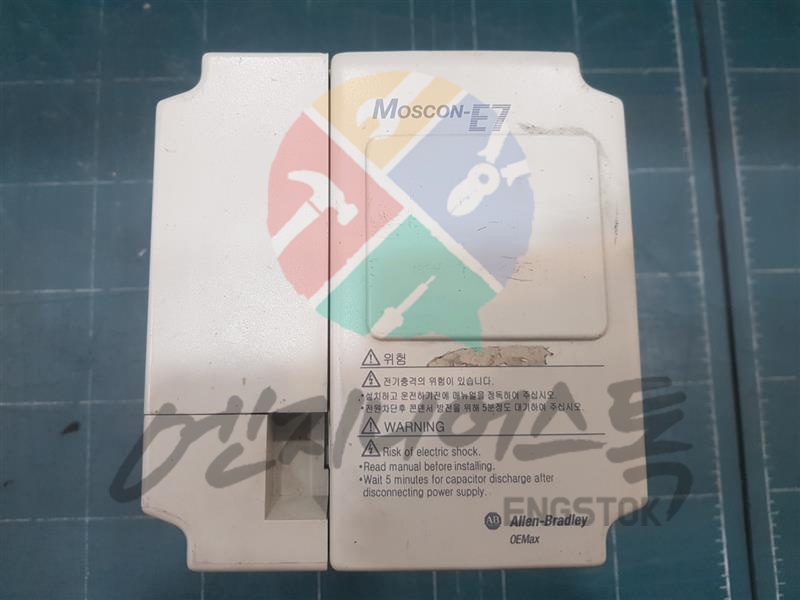 MOSCON-E7
⚠ 위험
전기충격의 위험이 있습니다.
•설치하고 운전하기전에 메뉴얼을 정독하여 주십시오.
•전원차단후 콘덴서 방전을 위해 5분정도 대기하여 주십시오.
⚠ WARNING
Risk of electric shock.
•Read manual before installing.
•Wait 5 minutes for capacitor discharge after
disconnecting power supply.
엔지니어스톡
ENGSTOK
AB Allen-Bradley
OEMax